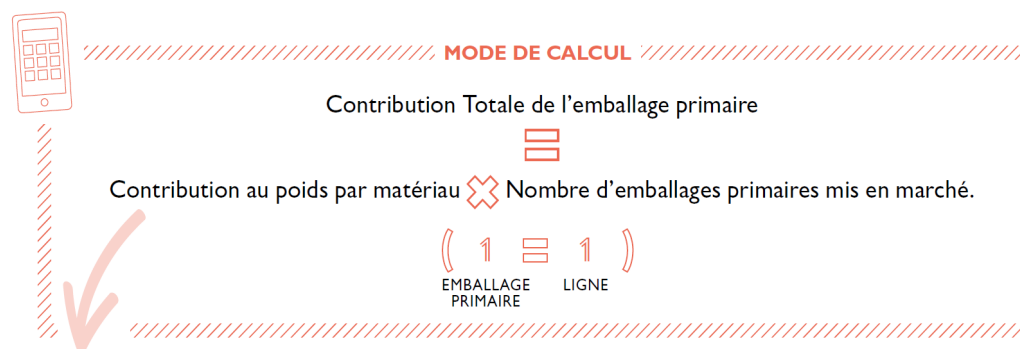 MODE DE CALCUL
Contribution Totale de l’emballage primaire
=
Contribution au poids par matériau × Nombre d’emballages primaires mis en marché.
( 1 = 1 )
EMBALLAGE LIGNE
PRIMAIRE